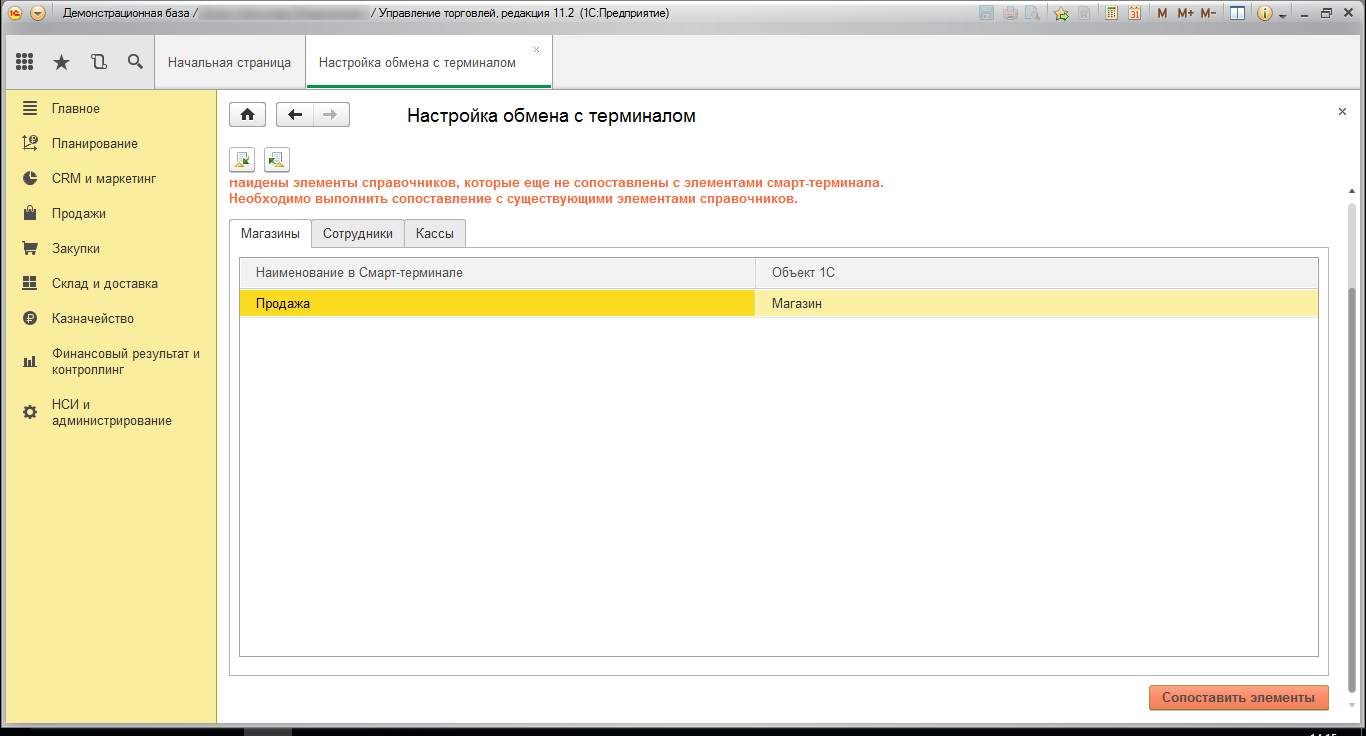 Демонстрационная база / / Управление торговлей, редакция 11.2 (1С:Предприятие)
31 M M+ M-
Начальная страница
Настройка обмена с терминалом
Главное
Планирование
CRM и маркетинг
Продажи
Закупки
Склад и доставка
Казначейство
Финансовый результат и
контроллинг
НСИ и
администрирование
Настройка обмена с терминалом
Найдены элементы справочников, которые еще не сопоставлены с элементами смарт-терминала.
Необходимо выполнить сопоставление с существующими элементами справочников.
Магазины Сотрудники Кассы
Наименование в Смарт-терминале Объект 1С
Продажа Магазин
Сопоставить элементы